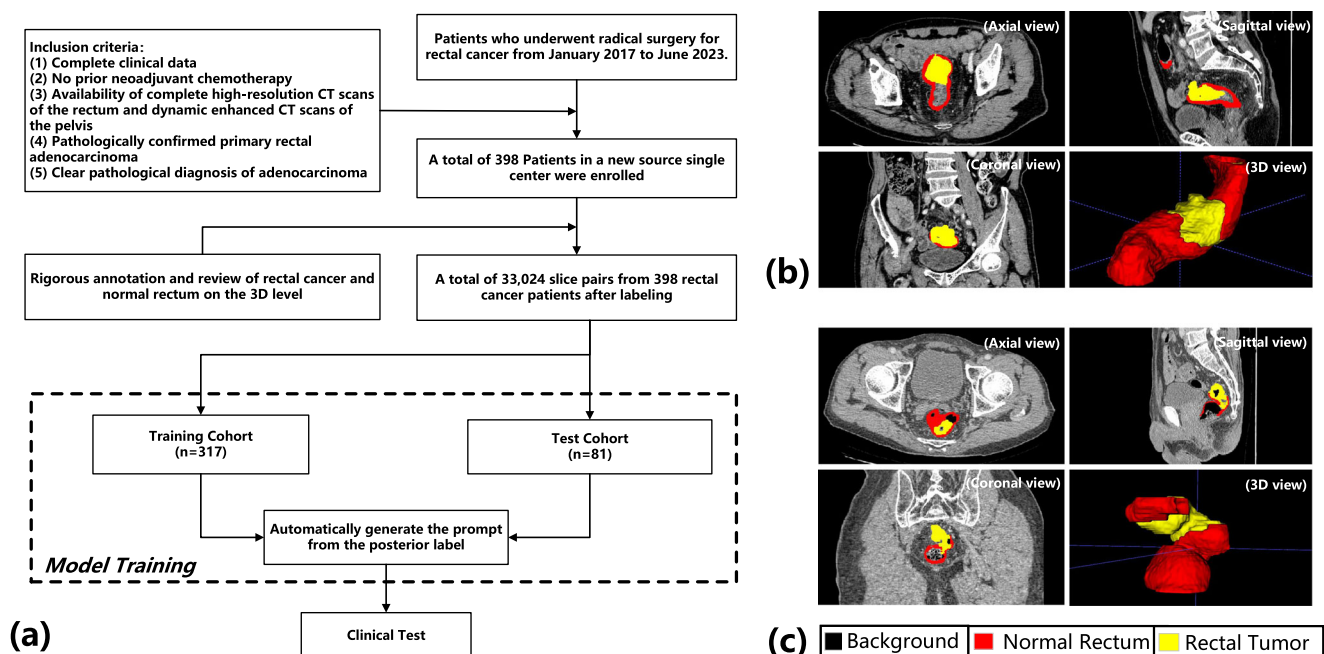 Patients who underwent radical surgery for
rectal cancer from January 2017 to June 2023.
Inclusion criteria:
(1) Complete clinical data
(2) No prior neoadjuvant chemotherapy
(3) Availability of complete high-resolution CT scans
of the rectum and dynamic enhanced CT scans of
the pelvis
(4) Pathologically confirmed primary rectal
adenocarcinoma
(5) Clear pathological diagnosis of adenocarcinoma
A total of 398 Patients in a new source single
center were enrolled
Rigorous annotation and review of rectal cancer and
normal rectum on the 3D level
A total of 33,024 slice pairs from 398 rectal
cancer patients after labeling
Training Cohort
(n=317)
Test Cohort
(n=81)
Automatically generate the prompt
from the posterior label
Model Training
Clinical Test
(a)
(Axial view)
(Sagittal view)
(Coronal view)
(3D view)
(b)
(Axial view)
(Sagittal view)
(Coronal view)
(3D view)
(c)
Background
Normal Rectum
Rectal Tumor